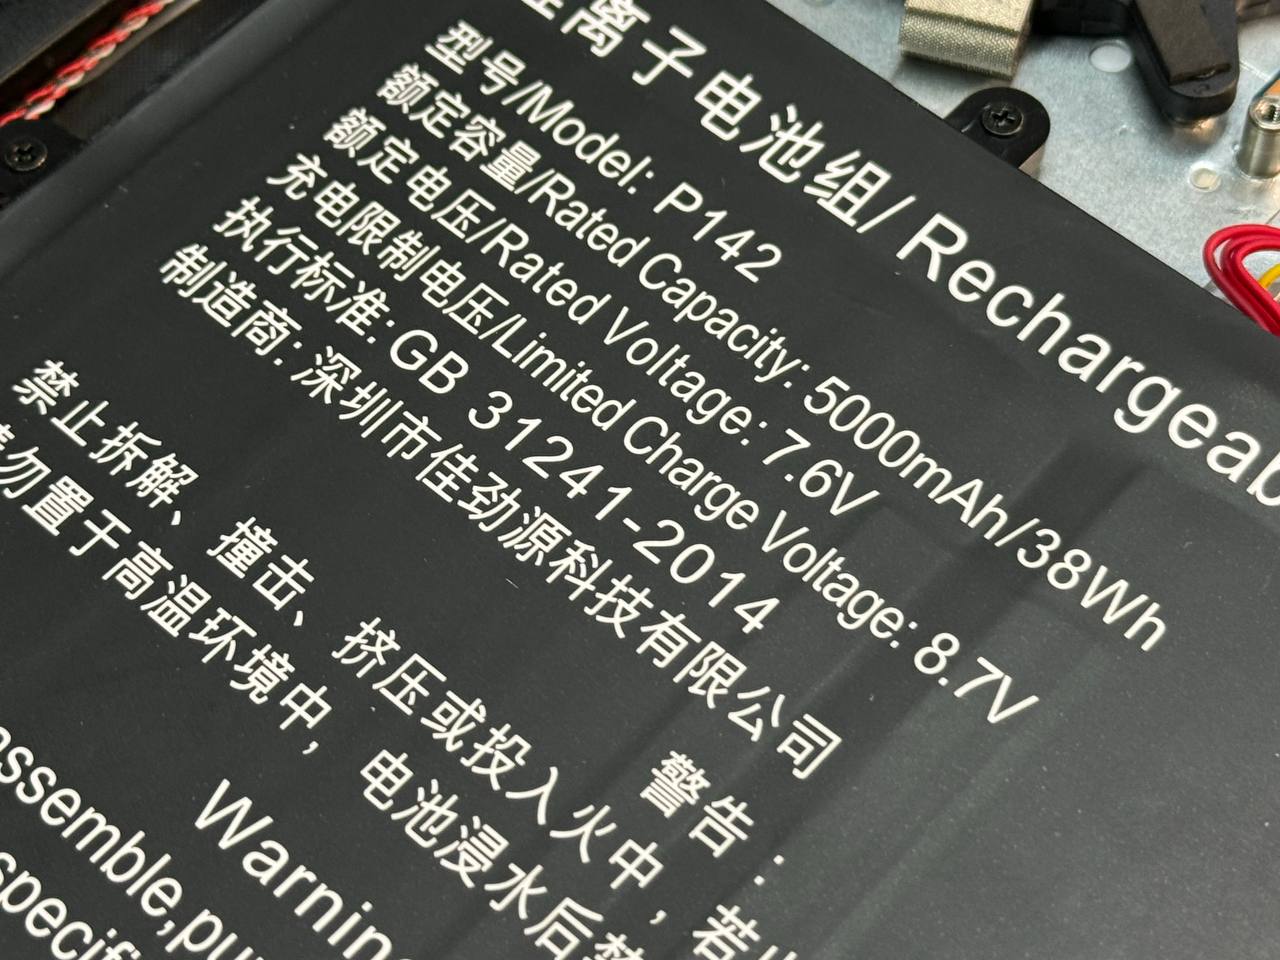 离子电池组/ Rechargeab
型号/Model: P142
额定容量/Rated Capacity: 5000mAh/38Wh
额定电压/Rated Voltage: 7.6V
充电限制电压/Limited Charge Voltage: 8.7V
执行标准: GB 31241-2014
制造商: 深圳市佳劲源科技有限公司
警告：
禁止拆解、撞击、挤压或投入火中，若
勿置于高温环境中，电池浸水后禁
Warnin
assemble,pu
specifi